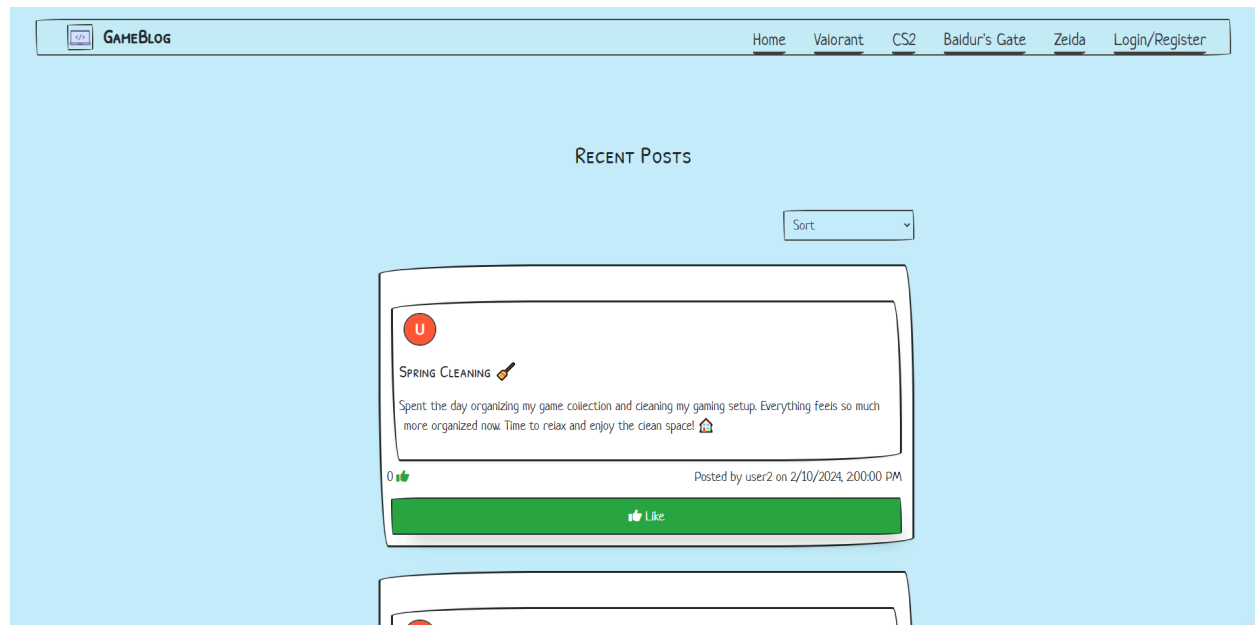 </> GameBlog Home Valorant CS2 Baldur's Gate Zelda Login/Register
Recent Posts
Sort
U
Spring Cleaning 🧹
Spent the day organizing my game collection and cleaning my gaming setup. Everything feels so much
more organized now. Time to relax and enjoy the clean space! 🏠
0 👍 Posted by user2 on 2/10/2024, 2:00:00 PM
👍 Like